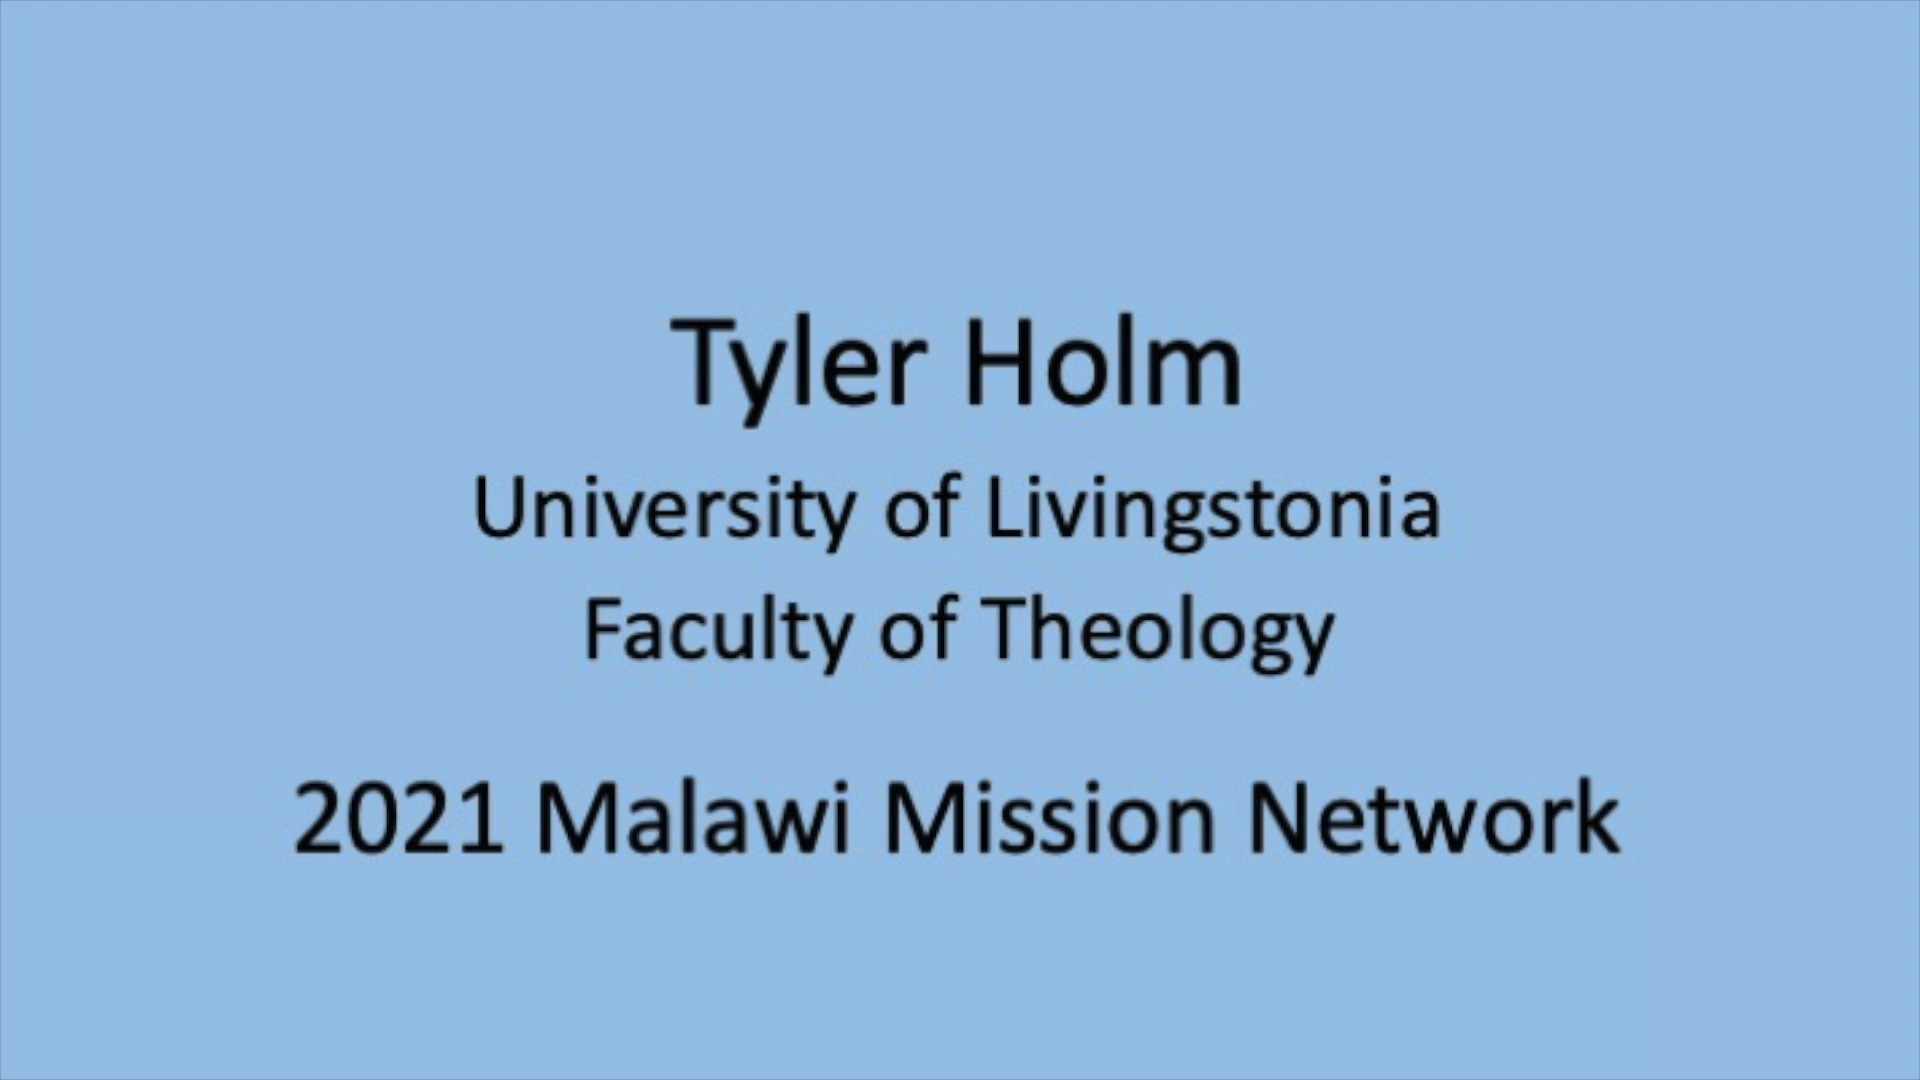 Tyler Holm
University of Livingstonia
Faculty of Theology
2021 Malawi Mission Network